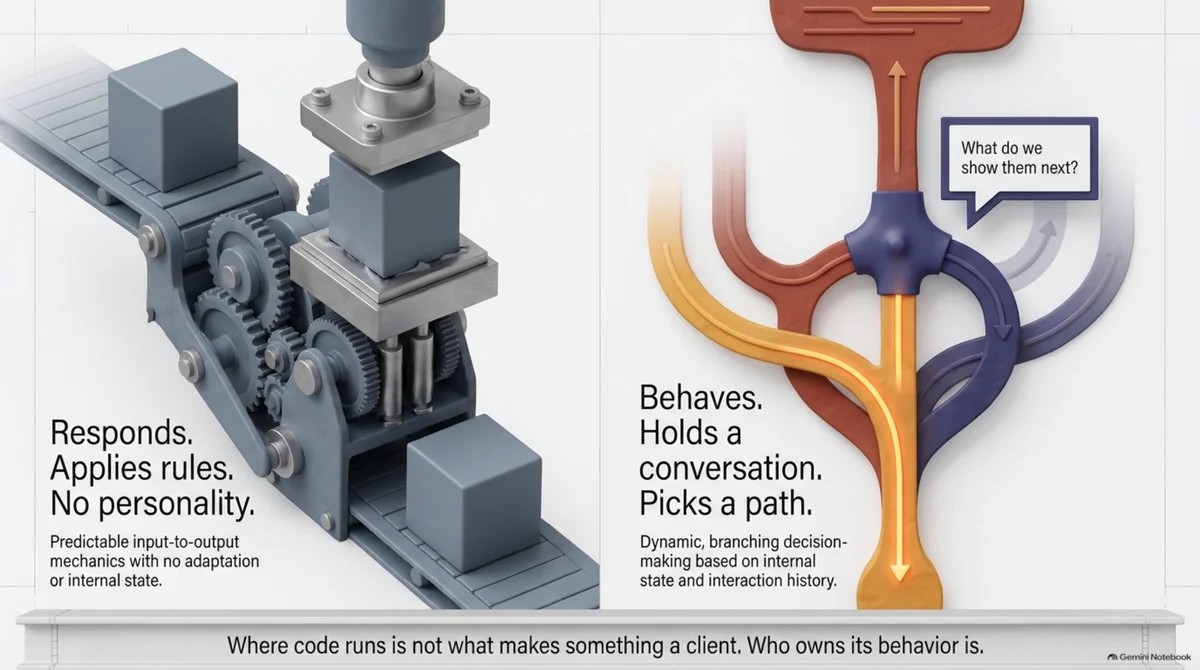 Responds.
Applies rules.
No personality.
Predictable input-to-output
mechanics with no adaptation
or internal state.
What do we
show them next?
Behaves.
Holds a
conversation.
Picks a path.
Dynamic, branching decision-
making based on internal
state and interaction history.
Where code runs is not what makes something a client. Who owns its behavior is.
Gemini Notebook